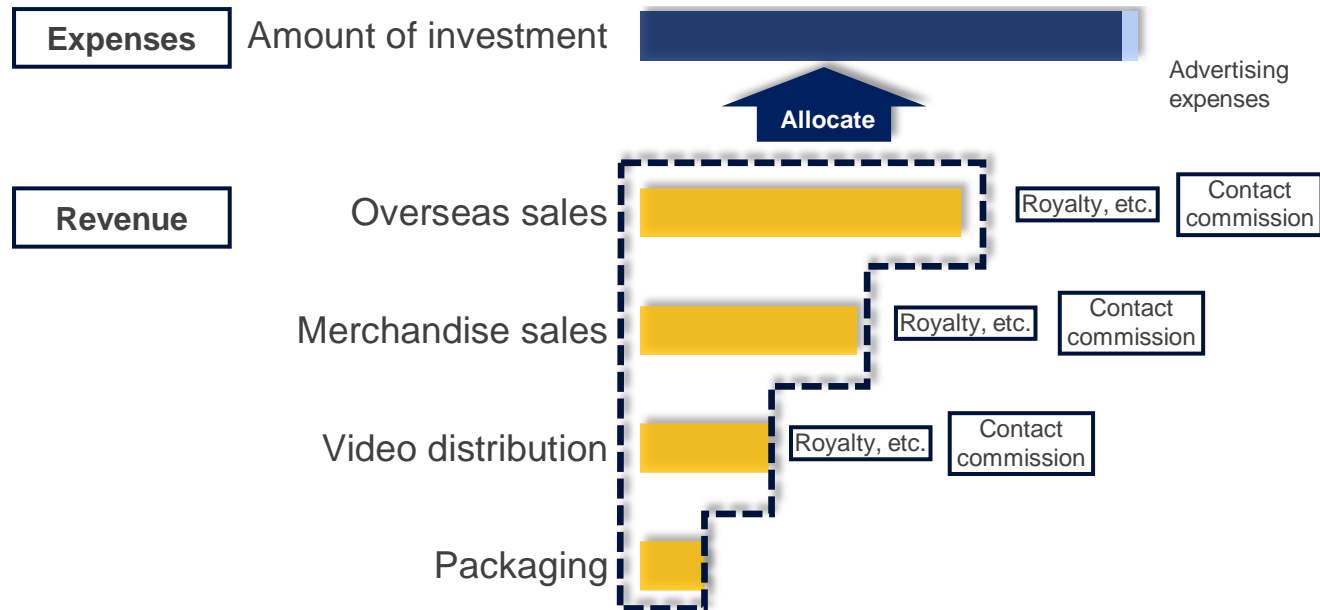 Expenses
Amount of investment
Advertising
expenses
Allocate
Revenue
Overseas sales
Royalty, etc.
Contact
commission
Merchandise sales
Royalty, etc.
Contact
commission
Video distribution
Royalty, etc.
Contact
commission
Packaging